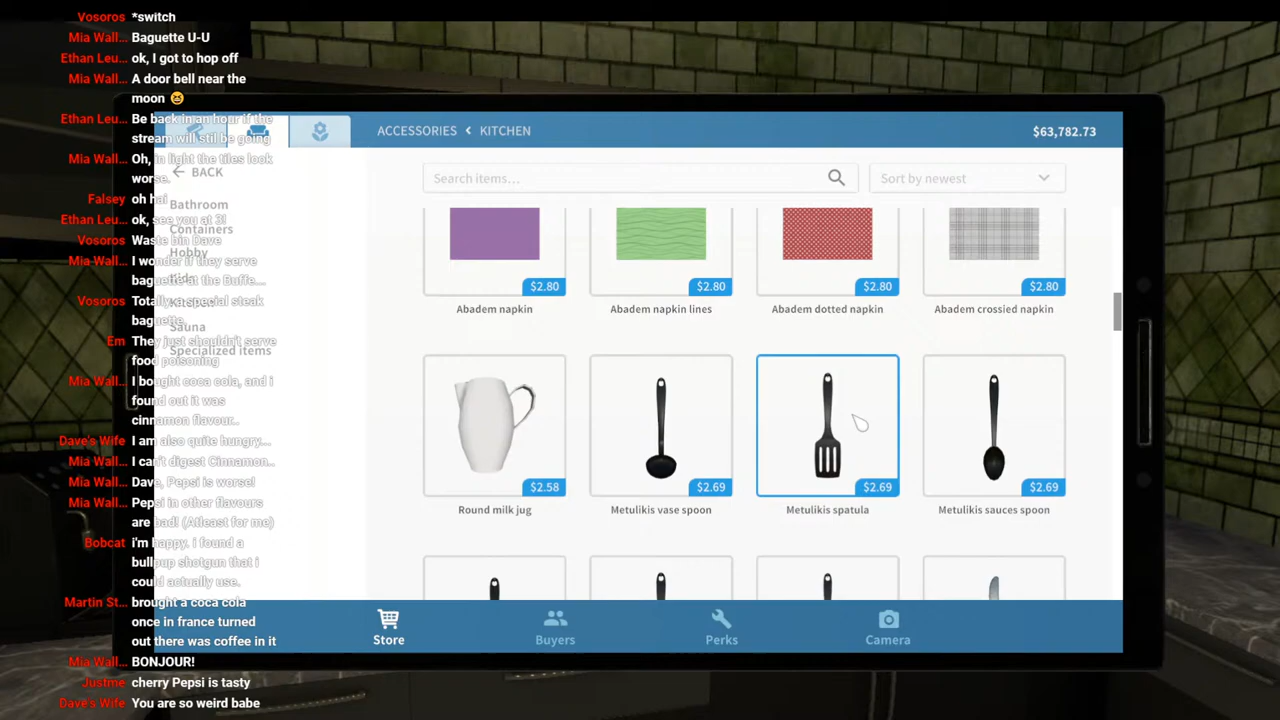 Vosoros *switch
Mia Wall... Baguette U-U
Ethan Leu... ok, I got to hop off
Mia Wall... A door bell near the
moon 😆
Ethan Leu... Be back in an hour if the
stream will stil be going
Mia Wall... Oh, in light the tiles look
worse.
Falsey oh hai
Ethan Leu... ok, see you at 3!
Vosoros Waste bin Dave
Mia Wall... I wonder if they serve
baguette at the Buffe...
Vosoros Totally a special steak
baguette.
Em They just shouldn't serve
food poisoning
Mia Wall... I bought coca cola, and i
found out it was
cinnamon flavour..
Dave's Wife I am also quite hungry...
Mia Wall... I can't digest Cinnamon..
Mia Wall... Dave, Pepsi is worse!
Mia Wall... Pepsi in other flavours
are bad! (Atleast for me)
Bobcat i'm happy. i found a
bullpup shotgun that i
could actually use.
Martin St... brought a coca cola
once in france turned
out there was coffee in it
Mia Wall... BONJOUR!
Justme cherry Pepsi is tasty
Dave's Wife You are so weird babe
ACCESSORIES < KITCHEN
$63,782.73
BACK
Bathroom
Containers
Hobby
Kids
Kitchen
Sauna
Specialized items
Search items...
Sort by newest
$2.80 $2.80 $2.80 $2.80
Abadem napkin Abadem napkin lines Abadem dotted napkin Abadem crossied napkin
$2.58 $2.69 $2.69 $2.69
Round milk jug Metulikis vase spoon Metulikis spatula Metulikis sauces spoon
Store Buyers Perks Camera